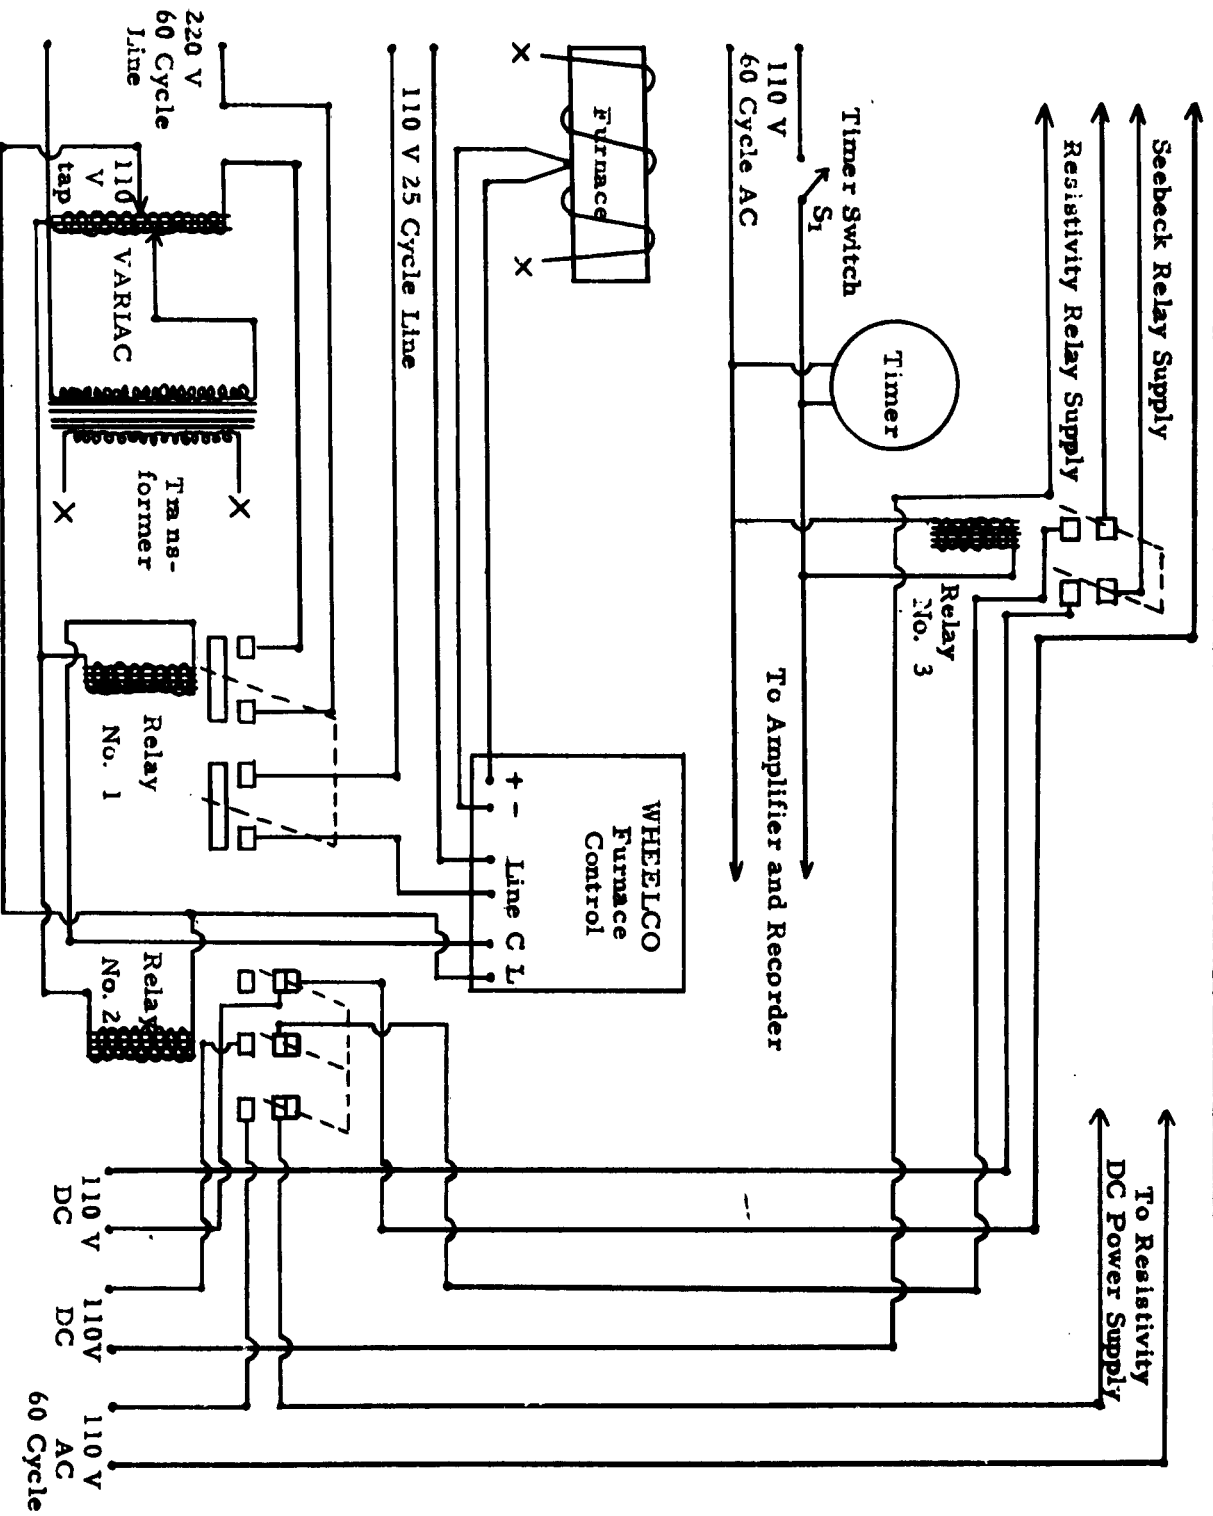 Seebeck Relay Supply
Resistivity Relay Supply
Timer Switch
S1
110 V
60 Cycle AC
Timer
Relay
No. 3
To Amplifier and Recorder
To Resistivity
DC Power Supply
X
Furnace
X
WHEELCO
Furnace
Control
+ - Line C L
110 V 25 Cycle Line
220 V
60 Cycle
Line
110
V
tap
VARIAC
Trans-
former
X
X
Relay
No. 1
Relay
No. 2
110 V
DC
110V
DC
110 V
AC
60 Cycle